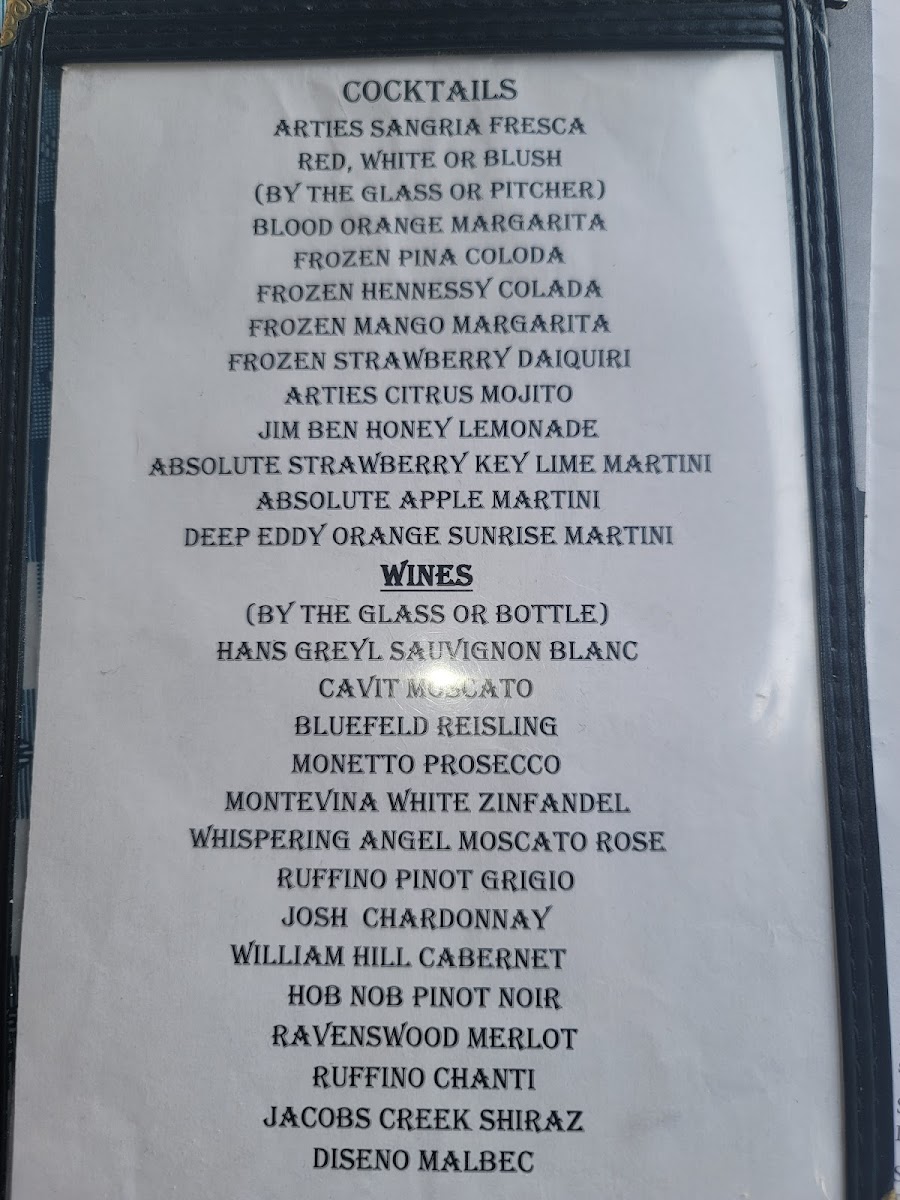 COCKTAILS
ARTIES SANGRIA FRESCA
RED, WHITE OR BLUSH
(BY THE GLASS OR PITCHER)
BLOOD ORANGE MARGARITA
FROZEN PINA COLODA
FROZEN HENNESSY COLADA
FROZEN MANGO MARGARITA
FROZEN STRAWBERRY DAIQUIRI
ARTIES CITRUS MOJITO
JIM BEN HONEY LEMONADE
ABSOLUTE STRAWBERRY KEY LIME MARTINI
ABSOLUTE APPLE MARTINI
DEEP EDDY ORANGE SUNRISE MARTINI
WINES
(BY THE GLASS OR BOTTLE)
HANS GREYL SAUVIGNON BLANC
CAVIT MOSCATO
BLUEFELD REISLING
MONETTO PROSECCO
MONTEVINA WHITE ZINFANDEL
WHISPERING ANGEL MOSCATO ROSE
RUFFINO PINOT GRIGIO
JOSH CHARDONNAY
WILLIAM HILL CABERNET
HOB NOB PINOT NOIR
RAVENSWOOD MERLOT
RUFFINO CHANTI
JACOBS CREEK SHIRAZ
DISENO MALBEC